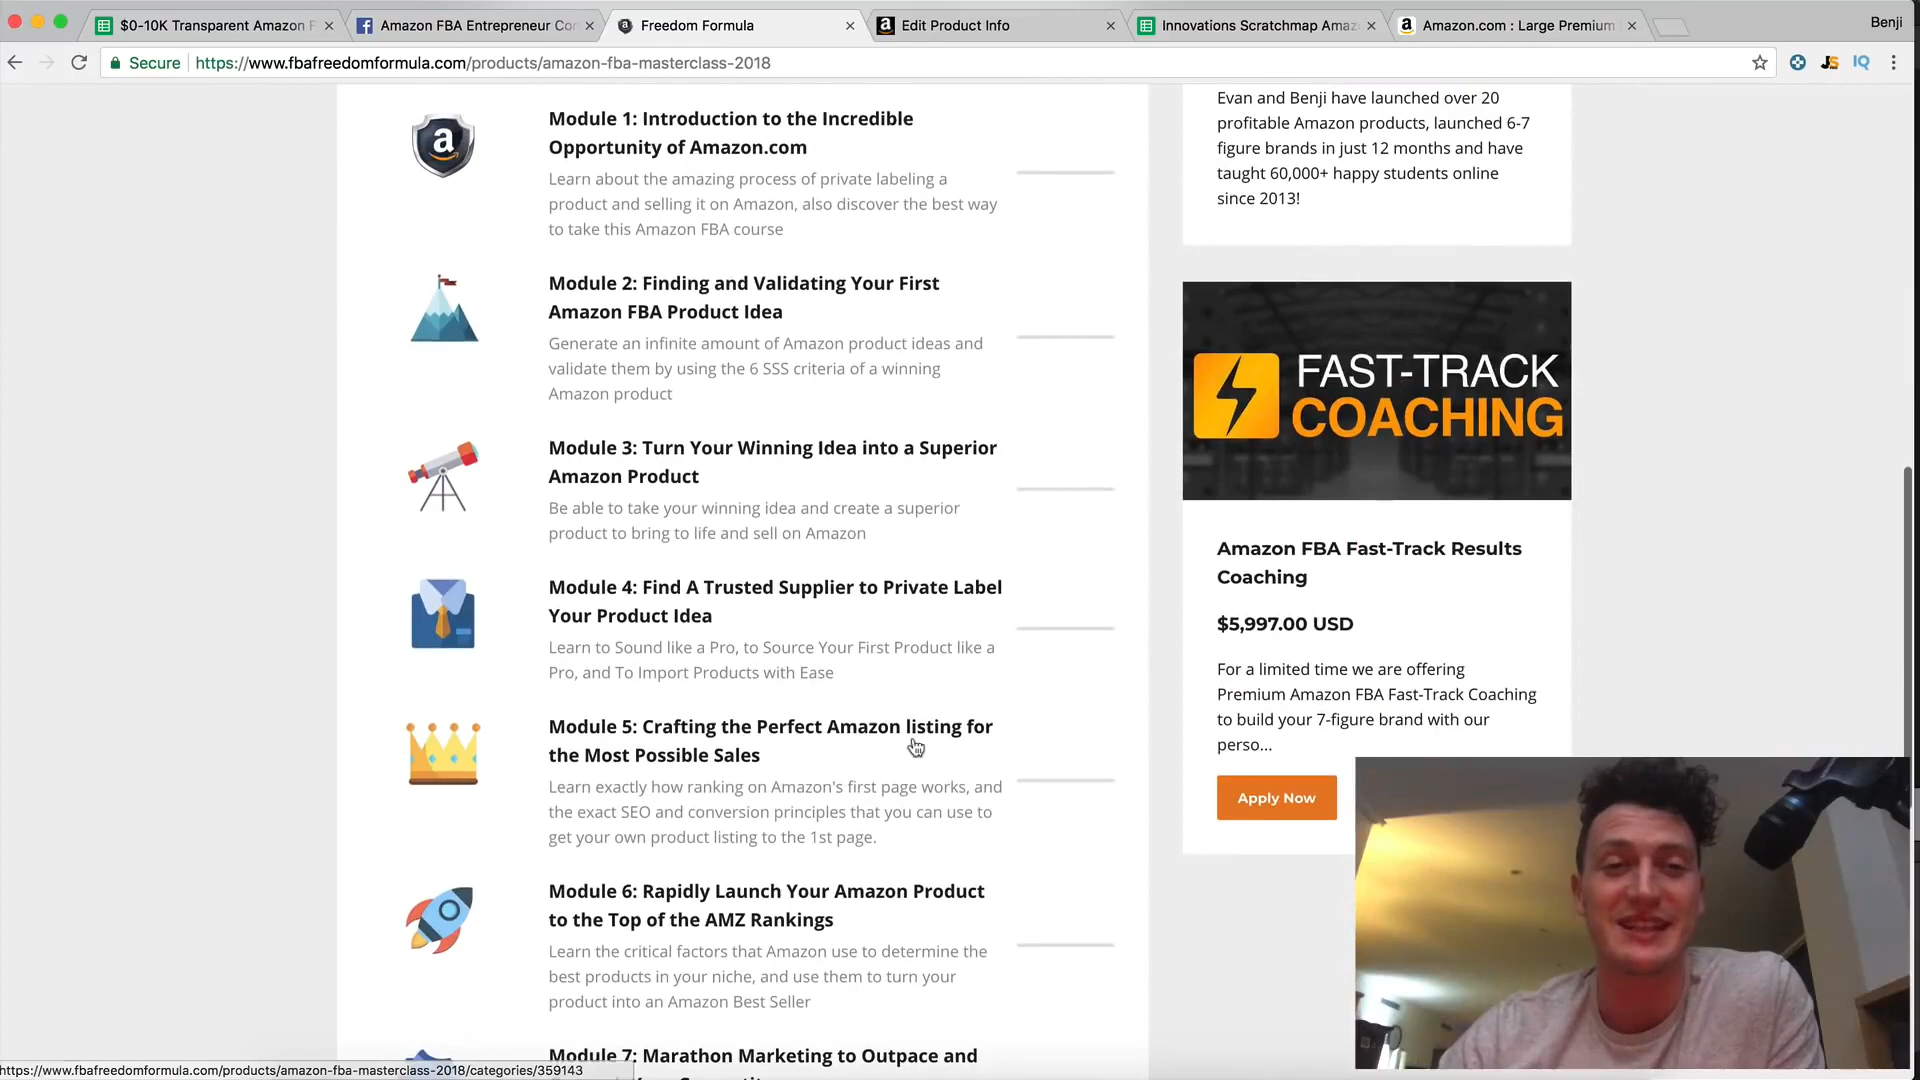 $0-10K Transparent Amazon F
Amazon FBA Entrepreneur Co
Freedom Formula
Edit Product Info
Innovations Scratchmap Amaz
Amazon.com : Large Premium
Benji
Secure
https://www.fbafreedomformula.com/products/amazon-fba-masterclass-2018
JS
IQ
a
Module 1: Introduction to the Incredible
Opportunity of Amazon.com
Learn about the amazing process of private labeling a
product and selling it on Amazon, also discover the best way
to take this Amazon FBA course
Module 2: Finding and Validating Your First
Amazon FBA Product Idea
Generate an infinite amount of Amazon product ideas and
validate them by using the 6 SSS criteria of a winning
Amazon product
Module 3: Turn Your Winning Idea into a Superior
Amazon Product
Be able to take your winning idea and create a superior
product to bring to life and sell on Amazon
Module 4: Find A Trusted Supplier to Private Label
Your Product Idea
Learn to Sound like a Pro, to Source Your First Product like a
Pro, and To Import Products with Ease
Module 5: Crafting the Perfect Amazon listing for
the Most Possible Sales
Learn exactly how ranking on Amazon's first page works, and
the exact SEO and conversion principles that you can use to
get your own product listing to the 1st page.
Module 6: Rapidly Launch Your Amazon Product
to the Top of the AMZ Rankings
Learn the critical factors that Amazon use to determine the
best products in your niche, and use them to turn your
product into an Amazon Best Seller
Module 7: Marathon Marketing to Outpace and
Evan and Benji have launched over 20
profitable Amazon products, launched 6-7
figure brands in just 12 months and have
taught 60,000+ happy students online
since 2013!
FAST-TRACK
COACHING
Amazon FBA Fast-Track Results
Coaching
$5,997.00 USD
For a limited time we are offering
Premium Amazon FBA Fast-Track Coaching
to build your 7-figure brand with our
perso...
Apply Now
https://www.fbafreedomformula.com/products/amazon-fba-masterclass-2018/categories/359143